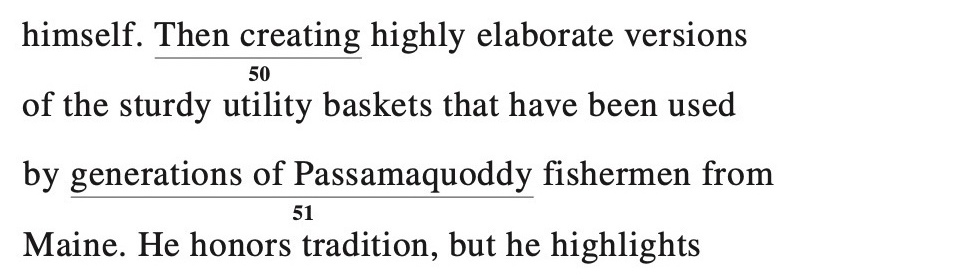 himself. Then creating highly elaborate versions
50
of the sturdy utility baskets that have been used
by generations of Passamaquoddy fishermen from
51
Maine. He honors tradition, but he highlights